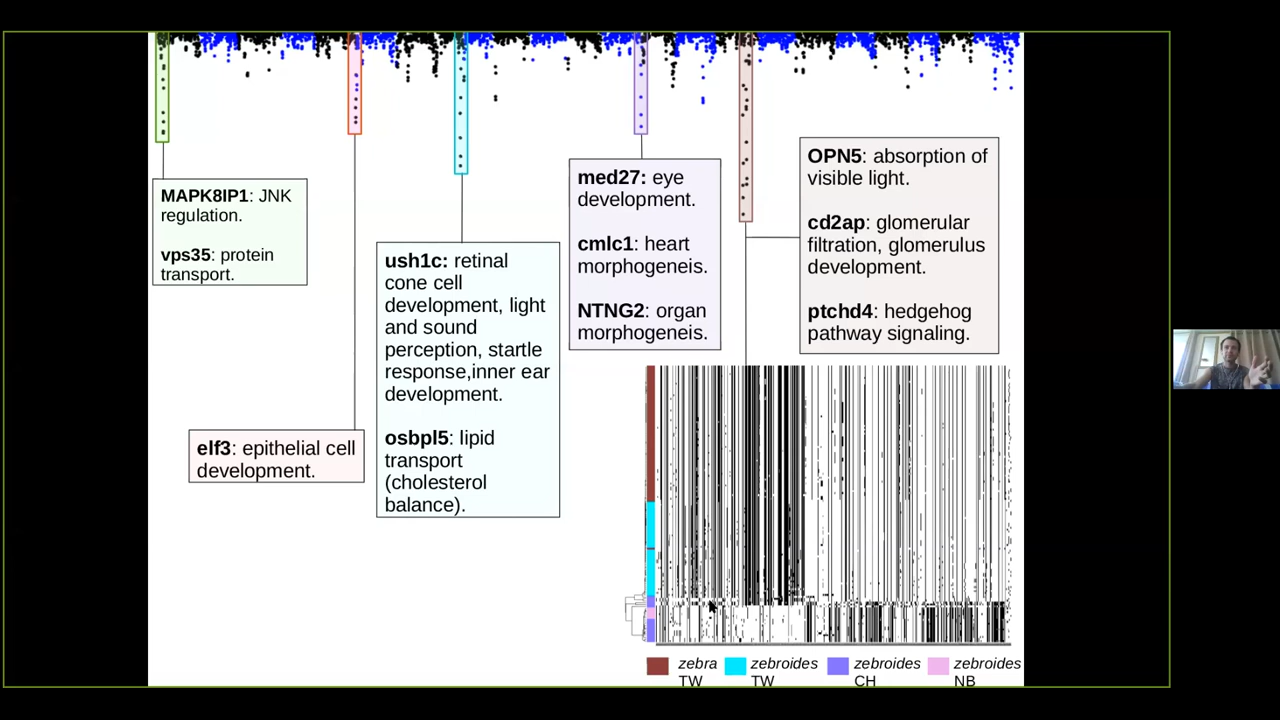 MAPK8IP1: JNK
regulation.
vps35: protein
transport.
elf3: epithelial cell
development.
ush1c: retinal
cone cell
development, light
and sound
perception, startle
response,inner ear
development.
osbpl5: lipid
transport
(cholesterol
balance).
med27: eye
development.
cmlc1: heart
morphogeneis.
NTNG2: organ
morphogeneis.
OPN5: absorption of
visible light.
cd2ap: glomerular
filtration, glomerulus
development.
ptchd4: hedgehog
pathway signaling.
zebra
TW
zebroides
TW
zebroides
CH
zebroides
NB